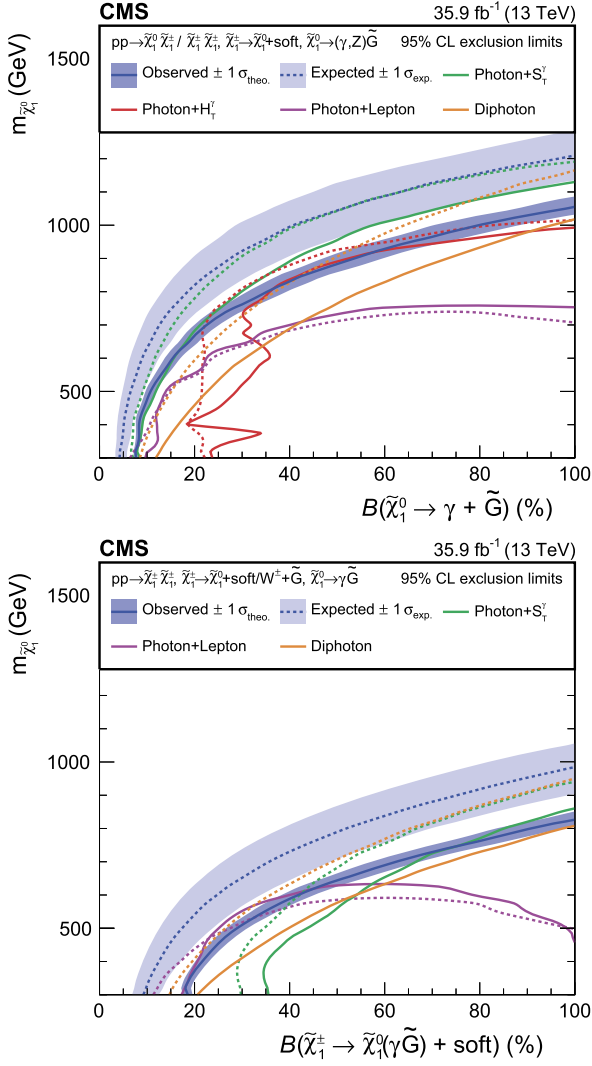 CMS 35.9 fb⁻¹ (13 TeV)
pp→χ̃₁⁰ χ̃₁± / χ̃₁± χ̃₁±, χ̃₁±→χ̃₁⁰+soft, χ̃₁⁰→(γ,Z)G̃ 95% CL exclusion limits
Observed ± 1 σtheo. Expected ± 1 σexp. Photon+S_T^γ
Photon+H_T^γ Photon+Lepton Diphoton
m_χ̃₁⁰ (GeV)
1500
1000
500
0 20 40 60 80 100
B(χ̃₁⁰ → γ + G̃) (%)
CMS 35.9 fb⁻¹ (13 TeV)
pp→χ̃₁± χ̃₁±, χ̃₁±→χ̃₁⁰+soft/W±+G̃, χ̃₁⁰→γG̃ 95% CL exclusion limits
Observed ± 1 σtheo. Expected ± 1 σexp. Photon+S_T^γ
Photon+Lepton Diphoton
m_χ̃₁⁰ (GeV)
1500
1000
500
0 20 40 60 80 100
B(χ̃₁± → χ̃₁⁰(γG̃) + soft) (%)